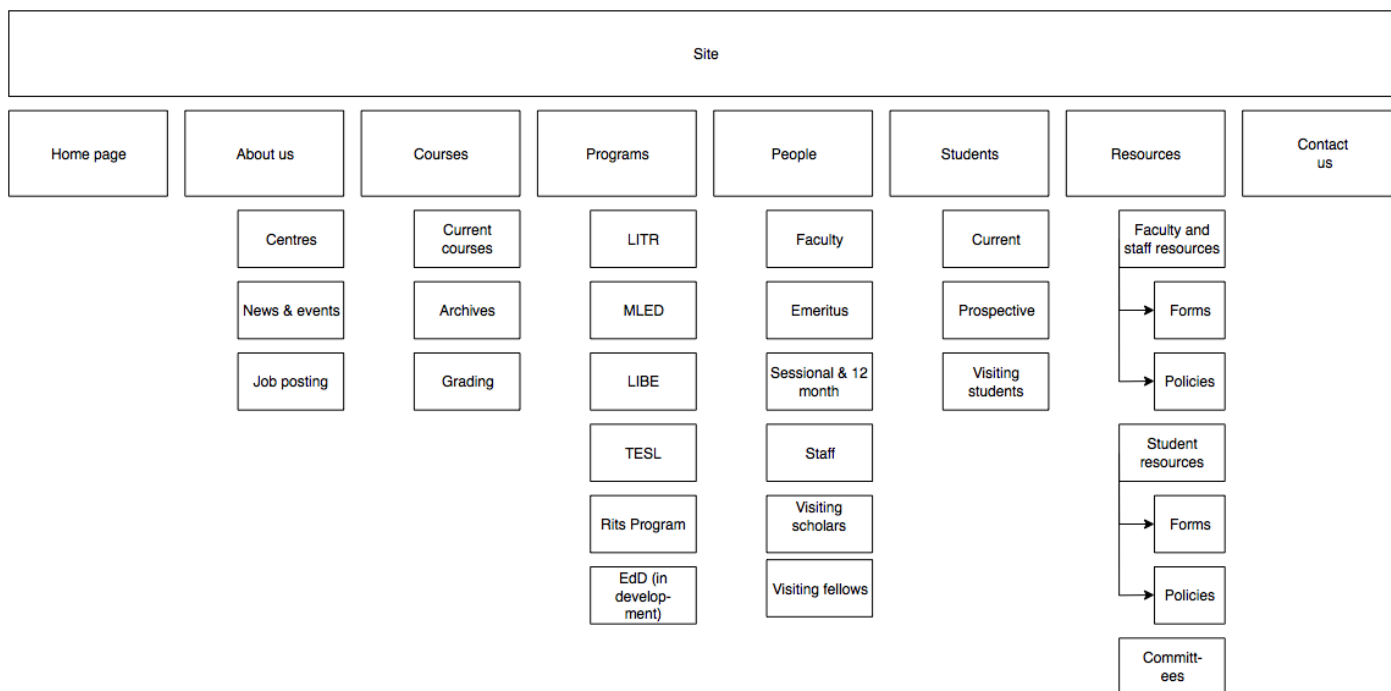 Site
Home page
About us
Courses
Programs
People
Students
Resources
Contact
us
Centres
News & events
Job posting
Current
courses
Archives
Grading
LITR
MLED
LIBE
TESL
Rits Program
EdD (in
develop-
ment)
Faculty
Emeritus
Sessional & 12
month
Staff
Visiting
scholars
Visiting fellows
Current
Prospective
Visiting
students
Faculty and
staff resources
Forms
Policies
Student
resources
Forms
Policies
Committ-
ees